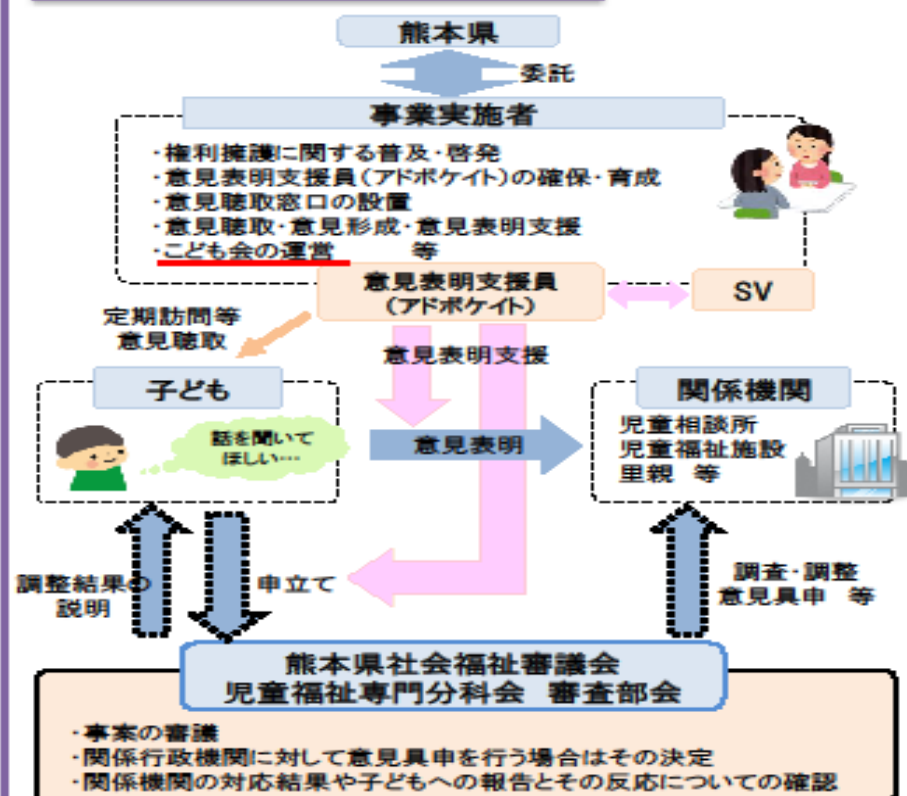 熊本県
委託
事業実施者
・権利擁護に関する普及・啓発
・意見表明支援員(アドボケイト)の確保・育成
・意見聴取窓口の設置
・意見聴取・意見形成・意見表明支援
・こども会の運営　　等
意見表明支援員
(アドボケイト)
SV
定期訪問等
意見聴取
意見表明支援
子ども
関係機関
話を聞いて
ほしい…
意見表明
児童相談所
児童福祉施設
里親 等
調整結果の
説明
申立て
調査・調整
意見具申 等
熊本県社会福祉審議会
児童福祉専門分科会 審査部会
・事案の審議
・関係行政機関に対して意見具申を行う場合はその決定
・関係機関の対応結果や子どもへの報告とその反応についての確認